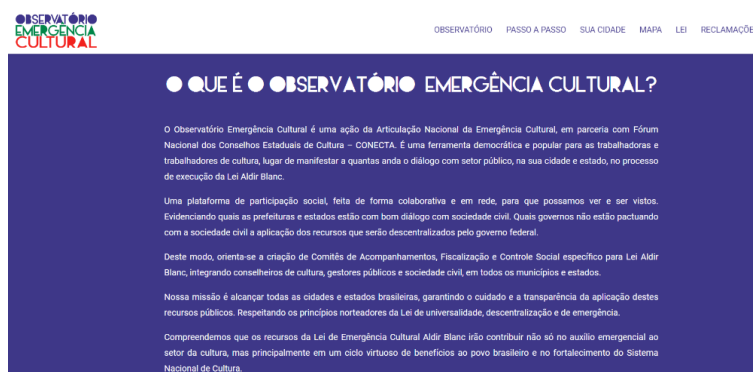 OBSERVATÓRIO
EMERGÊNCIA
CULTURAL
OBSERVATÓRIO PASSO A PASSO SUA CIDADE MAPA LEI RECLAMAÇÕE
O QUE É O OBSERVATÓRIO EMERGÊNCIA CULTURAL?
O Observatório Emergência Cultural é uma ação da Articulação Nacional da Emergência Cultural, em parceria com Fórum
Nacional dos Conselhos Estaduais de Cultura – CONECTA. É uma ferramenta democrática e popular para as trabalhadoras e
trabalhadores de cultura, lugar de manifestar a quantas anda o diálogo com setor público, na sua cidade e estado, no processo
de execução da Lei Aldir Blanc.
Uma plataforma de participação social, feita de forma colaborativa e em rede, para que possamos ver e ser vistos.
Evidenciando quais as prefeituras e estados estão com bom diálogo com sociedade civil. Quais governos não estão pactuando
com a sociedade civil a aplicação dos recursos que serão descentralizados pelo governo federal.
Deste modo, orienta-se a criação de Comitês de Acompanhamentos, Fiscalização e Controle Social específico para Lei Aldir
Blanc, integrando conselheiros de cultura, gestores públicos e sociedade civil, em todos os municípios e estados.
Nossa missão é alcançar todas as cidades e estados brasileiras, garantindo o cuidado e a transparência da aplicação destes
recursos públicos. Respeitando os princípios norteadores da Lei de universalidade, descentralização e de emergência.
Compreendemos que os recursos da Lei de Emergência Cultural Aldir Blanc irão contribuir não só no auxílio emergencial ao
setor da cultura, mas principalmente em um ciclo virtuoso de benefícios ao povo brasileiro e no fortalecimento do Sistema
Nacional de Cultura.